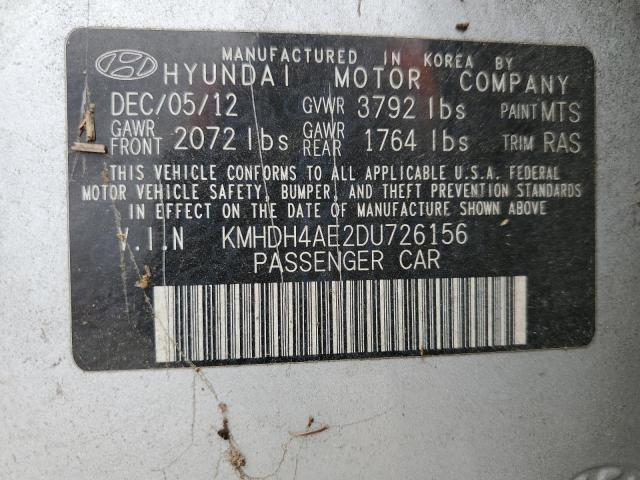 MANUFACTURED IN KOREA BY
HYUNDAI MOTOR COMPANY
DEC/05/12 GVWR 3792 lbs PAINT MTS
GAWR FRONT 2072 lbs GAWR REAR 1764 lbs TRIM RAS
THIS VEHICLE CONFORMS TO ALL APPLICABLE U.S.A. FEDERAL
MOTOR VEHICLE SAFETY, BUMPER, AND THEFT PREVENTION STANDARDS
IN EFFECT ON THE DATE OF MANUFACTURE SHOWN ABOVE
V.I.N KMHDH4AE2DU726156
PASSENGER CAR